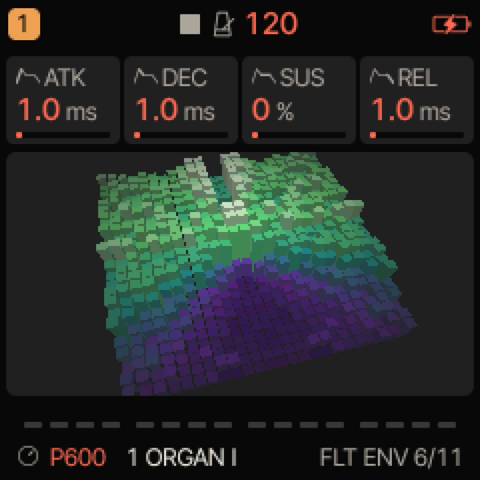 1 120
ATK DEC SUS REL
1.0 ms 1.0 ms 0 % 1.0 ms
P600 1 ORGAN I FLT ENV 6/11